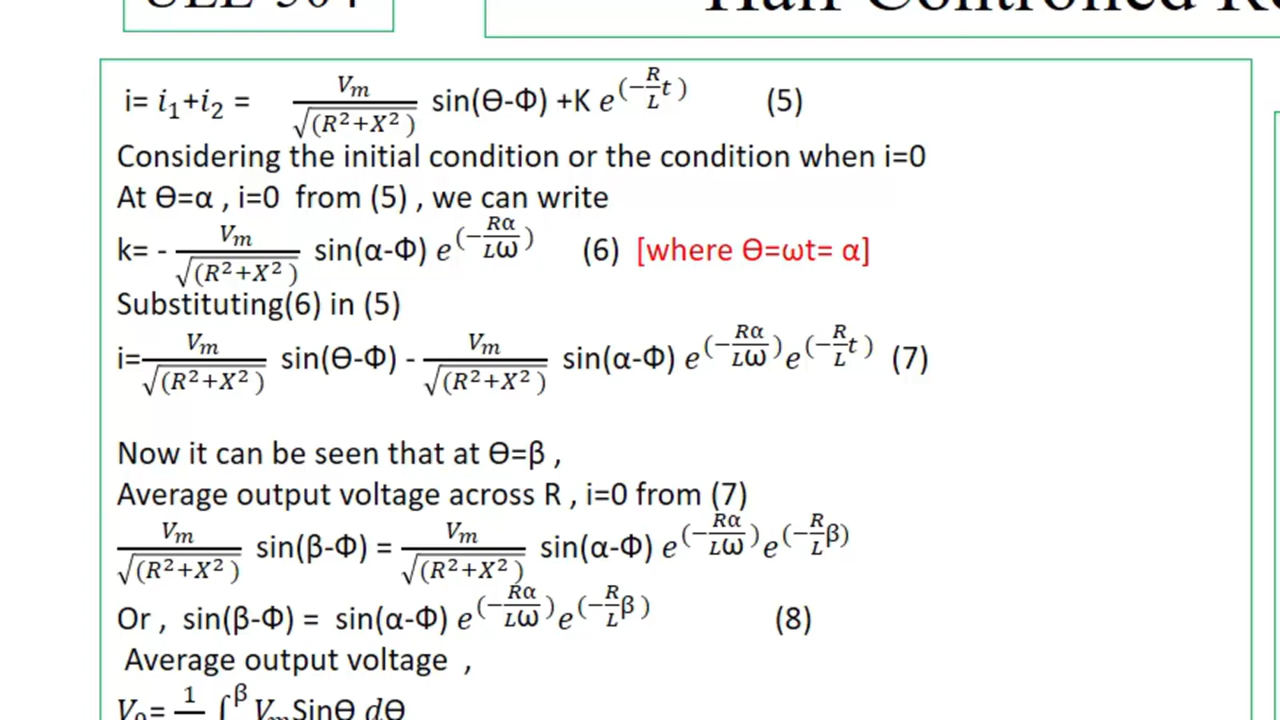 i= i₁+i₂ = Vₘ/√(R²+X²) sin(Ө-Φ) +K e^(-R/L t) (5)
Considering the initial condition or the condition when i=0
At Ө=α , i=0 from (5) , we can write
k= - Vₘ/√(R²+X²) sin(α-Φ) e^(-Rα/Lω) (6) [where Ө=ωt= α]
Substituting(6) in (5)
i= Vₘ/√(R²+X²) sin(Ө-Φ) - Vₘ/√(R²+X²) sin(α-Φ) e^(-Rα/Lω) e^(-R/L t) (7)
Now it can be seen that at Ө=β ,
Average output voltage across R , i=0 from (7)
Vₘ/√(R²+X²) sin(β-Φ) = Vₘ/√(R²+X²) sin(α-Φ) e^(-Rα/Lω) e^(-R/L β)
Or , sin(β-Φ) = sin(α-Φ) e^(-Rα/Lω) e^(-R/L β) (8)
Average output voltage ,